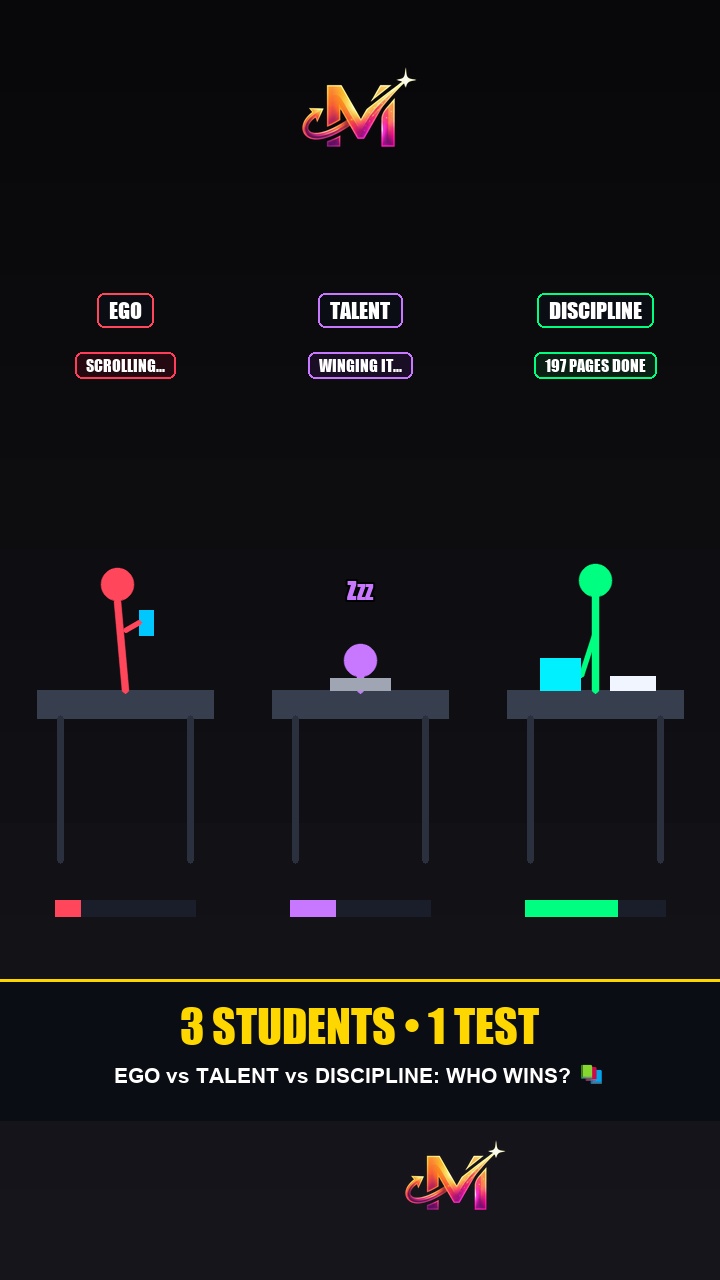 M
EGO
TALENT
DISCIPLINE
SCROLLING...
WINGING IT...
197 PAGES DONE
Zzz
3 STUDENTS • 1 TEST
EGO vs TALENT vs DISCIPLINE: WHO WINS? 📚
M